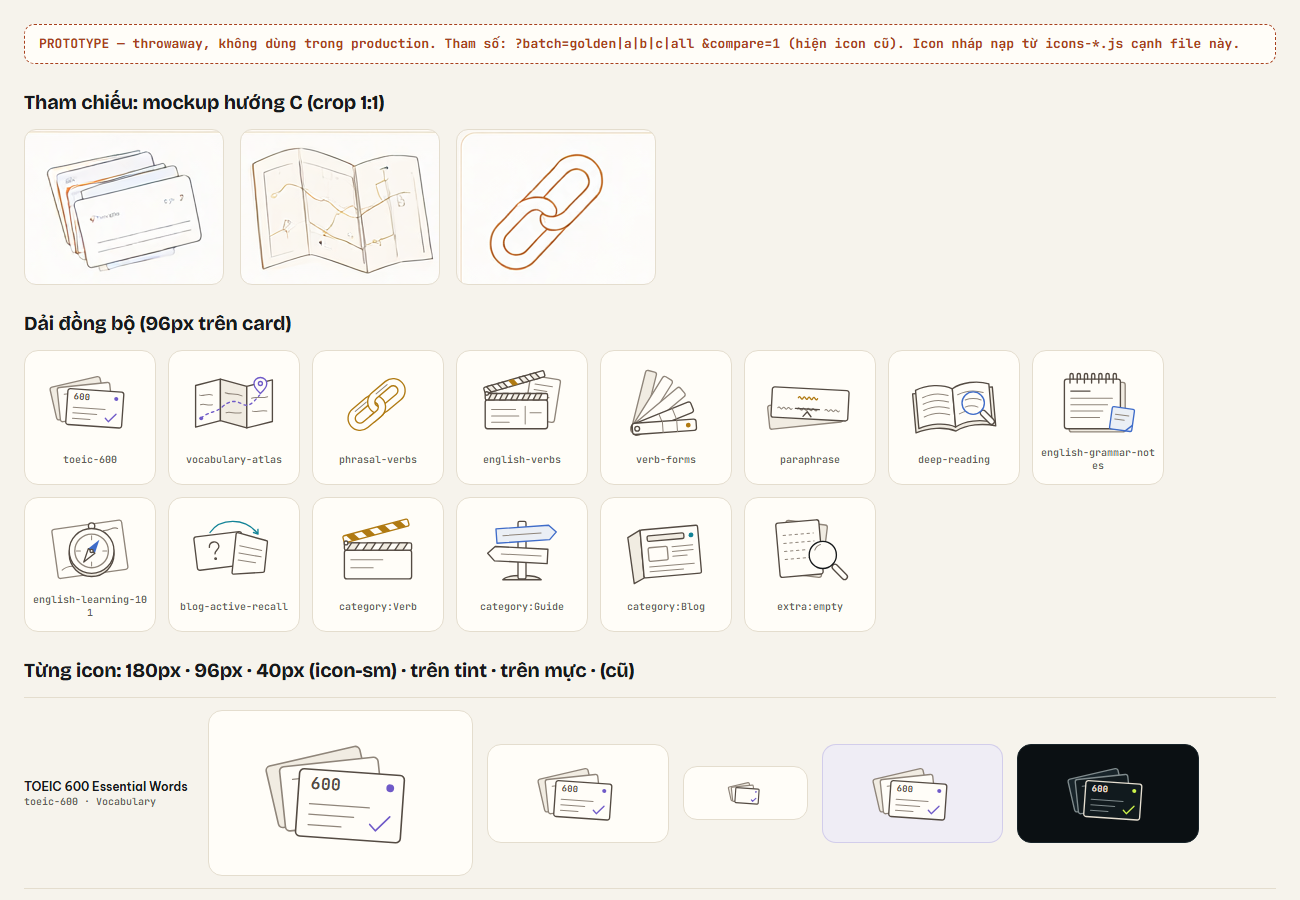 PROTOTYPE — throwaway, không dùng trong production. Tham số: ?batch=golden|a|b|c|all &compare=1 (hiện icon cũ). Icon nháp nạp từ icons-*.js cạnh file này.
Tham chiếu: mockup hướng C (crop 1:1)
Dải đồng bộ (96px trên card)
600
toeic-600
vocabulary-atlas
phrasal-verbs
english-verbs
verb-forms
paraphrase
deep-reading
english-grammar-not
es
?
english-learning-10
1
blog-active-recall
category:Verb
category:Guide
category:Blog
extra:empty
Từng icon: 180px · 96px · 40px (icon-sm) · trên tint · trên mực · (cũ)
TOEIC 600 Essential Words
toeic-600 · Vocabulary
600
600
600
600